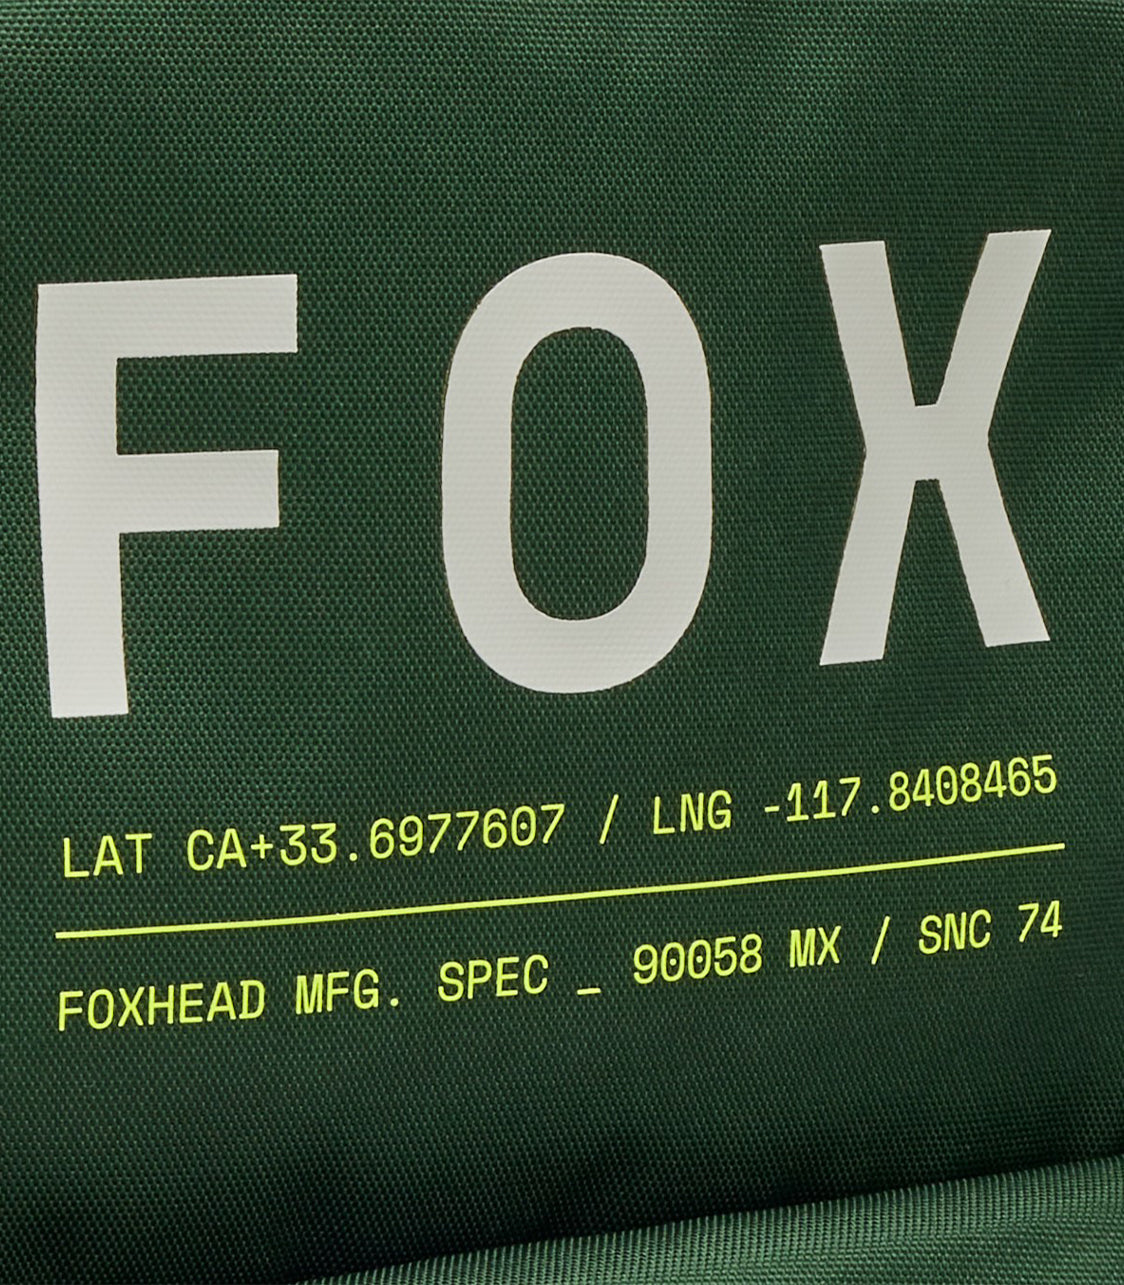 FOX
LAT CA+33.6977607 / LNG -117.8408465
FOXHEAD MFG. SPEC _ 90058 MX / SNC 74